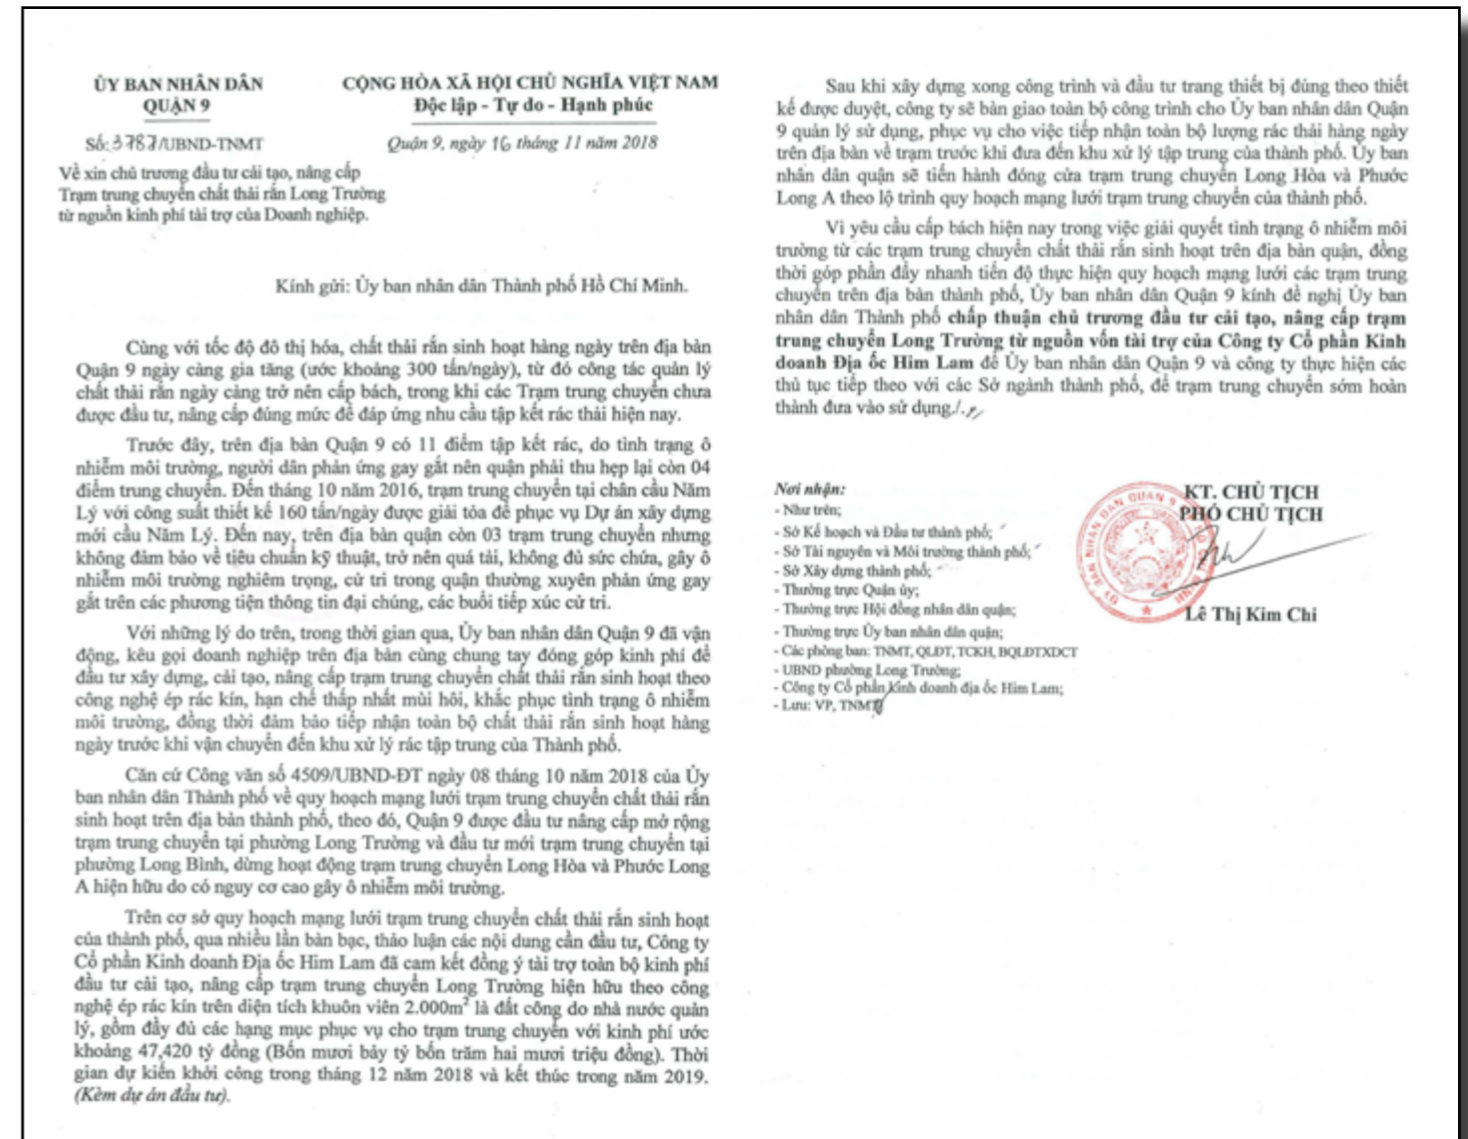 ỦY BAN NHÂN DÂN
QUẬN 9
CỘNG HÒA XÃ HỘI CHỦ NGHĨA VIỆT NAM
Độc lập - Tự do - Hạnh phúc
Số: /UBND-TNMT
Quận 9, ngày 16 tháng 11 năm 2018
Về xin chủ trương đầu tư cải tạo, nâng cấp
Trạm trung chuyển chất thải rắn Long Trường
từ nguồn kinh phí tài trợ của Doanh nghiệp.
Kính gửi: Ủy ban nhân dân Thành phố Hồ Chí Minh.
Cùng với tốc độ đô thị hóa, chất thải rắn sinh hoạt hàng ngày trên địa bàn
Quận 9 ngày càng gia tăng (ước khoảng 300 tấn/ngày), từ đó công tác quản lý
chất thải rắn ngày càng trở nên cấp bách, trong khi các Trạm trung chuyển chưa
được đầu tư, nâng cấp đúng mức để đáp ứng nhu cầu tập kết rác thải hiện nay.
Trước đây, trên địa bàn Quận 9 có 11 điểm tập kết rác, do tình trạng ô
nhiễm môi trường, người dân phản ứng gay gắt nên quận phải thu hẹp lại còn 04
điểm trung chuyển. Đến tháng 10 năm 2016, trạm trung chuyển tại chân cầu Năm
Lý với công suất thiết kế 160 tấn/ngày được giải tỏa để phục vụ Dự án xây dựng
mới cầu Năm Lý. Đến nay, trên địa bàn quận còn 03 trạm trung chuyển nhưng
không đảm bảo về tiêu chuẩn kỹ thuật, trở nên quá tải, không đủ sức chứa, gây ô
nhiễm môi trường nghiêm trọng, cử tri trong quận thường xuyên phản ứng gay
gắt trên các phương tiện thông tin đại chúng, các buổi tiếp xúc cử tri.
Với những lý do trên, trong thời gian qua, Ủy ban nhân dân Quận 9 đã vận
động, kêu gọi doanh nghiệp trên địa bàn cùng chung tay đóng góp kinh phí để
đầu tư xây dựng, cải tạo, nâng cấp trạm trung chuyển chất thải rắn sinh hoạt theo
công nghệ ép rác kín, hạn chế thấp nhất mùi hôi, khắc phục tình trạng ô nhiễm
môi trường, đồng thời đảm bảo tiếp nhận toàn bộ chất thải rắn sinh hoạt hàng
ngày trước khi vận chuyển đến khu xử lý rác tập trung của Thành phố.
Căn cứ Công văn số 4509/UBND-ĐT ngày 08 tháng 10 năm 2018 của Ủy
ban nhân dân Thành phố về quy hoạch mạng lưới trạm trung chuyển chất thải rắn
sinh hoạt trên địa bàn thành phố, theo đó, Quận 9 được đầu tư nâng cấp mở rộng
trạm trung chuyển tại phường Long Trường và đầu tư mới trạm trung chuyển tại
phường Long Bình, dừng hoạt động trạm trung chuyển Long Hòa và Phước Long
A hiện hữu do có nguy cơ cao gây ô nhiễm môi trường.
Trên cơ sở quy hoạch mạng lưới trạm trung chuyển chất thải rắn sinh hoạt
của thành phố, qua nhiều lần bàn bạc, thảo luận các nội dung cần đầu tư, Công ty
Cổ phần Kinh doanh Địa ốc Him Lam đã cam kết đồng ý tài trợ toàn bộ kinh phí
đầu tư cải tạo, nâng cấp trạm trung chuyển Long Trường hiện hữu theo công
nghệ ép rác kín trên diện tích khuôn viên 2.000m² là đất công do nhà nước quản
lý, gồm đầy đủ các hạng mục phục vụ cho trạm trung chuyển với kinh phí ước
khoảng 47,420 tỷ đồng (Bốn mươi bảy tỷ bốn trăm hai mươi triệu đồng). Thời
gian dự kiến khởi công trong tháng 12 năm 2018 và kết thúc trong năm 2019.
(Kèm dự án đầu tư).
Sau khi xây dựng xong công trình và đầu tư trang thiết bị đúng theo thiết
kế được duyệt, công ty sẽ bàn giao toàn bộ công trình cho Ủy ban nhân dân Quận
9 quản lý sử dụng, phục vụ cho việc tiếp nhận toàn bộ lượng rác thải hàng ngày
trên địa bàn về trạm trước khi đưa đến khu xử lý tập trung của thành phố. Ủy ban
nhân dân quận sẽ tiến hành đóng cửa trạm trung chuyển Long Hòa và Phước
Long A theo lộ trình quy hoạch mạng lưới trạm trung chuyển của thành phố.
Vì yêu cầu cấp bách hiện nay trong việc giải quyết tình trạng ô nhiễm môi
trường từ các trạm trung chuyển chất thải rắn sinh hoạt trên địa bàn quận, đồng
thời góp phần đẩy nhanh tiến độ thực hiện quy hoạch mạng lưới các trạm trung
chuyển trên địa bàn thành phố, Ủy ban nhân dân Quận 9 kính đề nghị Ủy ban
nhân dân Thành phố chấp thuận chủ trương đầu tư cải tạo, nâng cấp trạm
trung chuyển Long Trường từ nguồn vốn tài trợ của Công ty Cổ phần Kinh
doanh Địa ốc Him Lam để Ủy ban nhân dân Quận 9 và công ty thực hiện các
thủ tục tiếp theo với các Sở ngành thành phố, để trạm trung chuyển sớm hoàn
thành đưa vào sử dụng./.
Nơi nhận:
- Như trên;
- Sở Kế hoạch và Đầu tư thành phố;
- Sở Tài nguyên và Môi trường thành phố;
- Sở Xây dựng thành phố;
- Thường trực Quận ủy;
- Thường trực Hội đồng nhân dân quận;
- Thường trực Ủy ban nhân dân quận;
- Các phòng ban: TNMT, QLĐT, TCKH, BQLĐTXDCT
- UBND phường Long Trường;
- Công ty Cổ phần kinh doanh địa ốc Him Lam;
- Lưu: VP, TNMT
KT. CHỦ TỊCH
PHÓ CHỦ TỊCH
Lê Thị Kim Chi